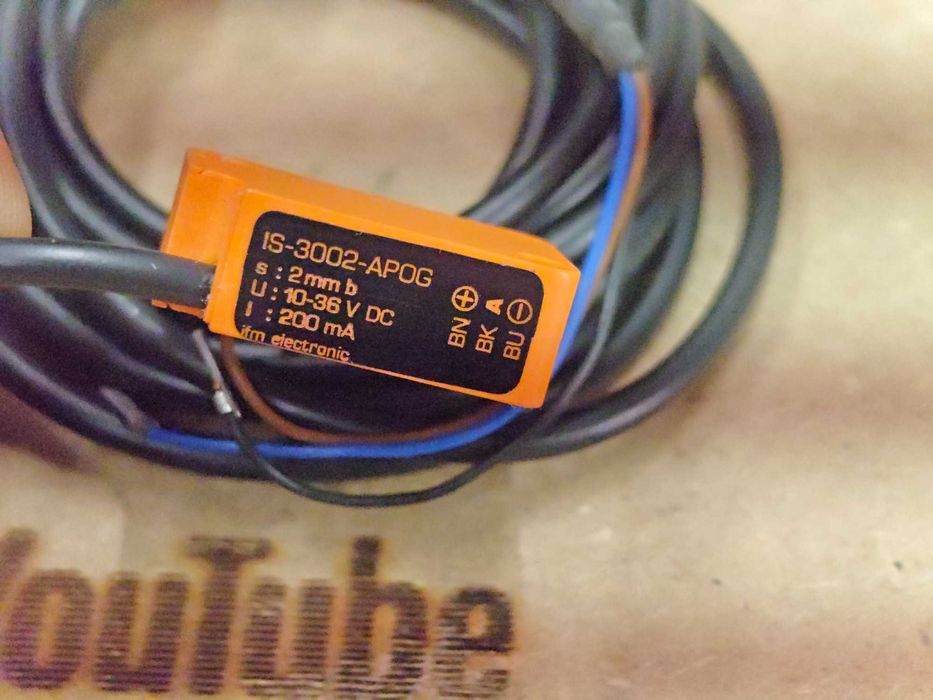 IS-3002-APOG
s : 2 mm b
U : 10-36 V DC
I : 200 mA
ifm electronic
BN ⊕
BK A
BU ⊖
YouTube